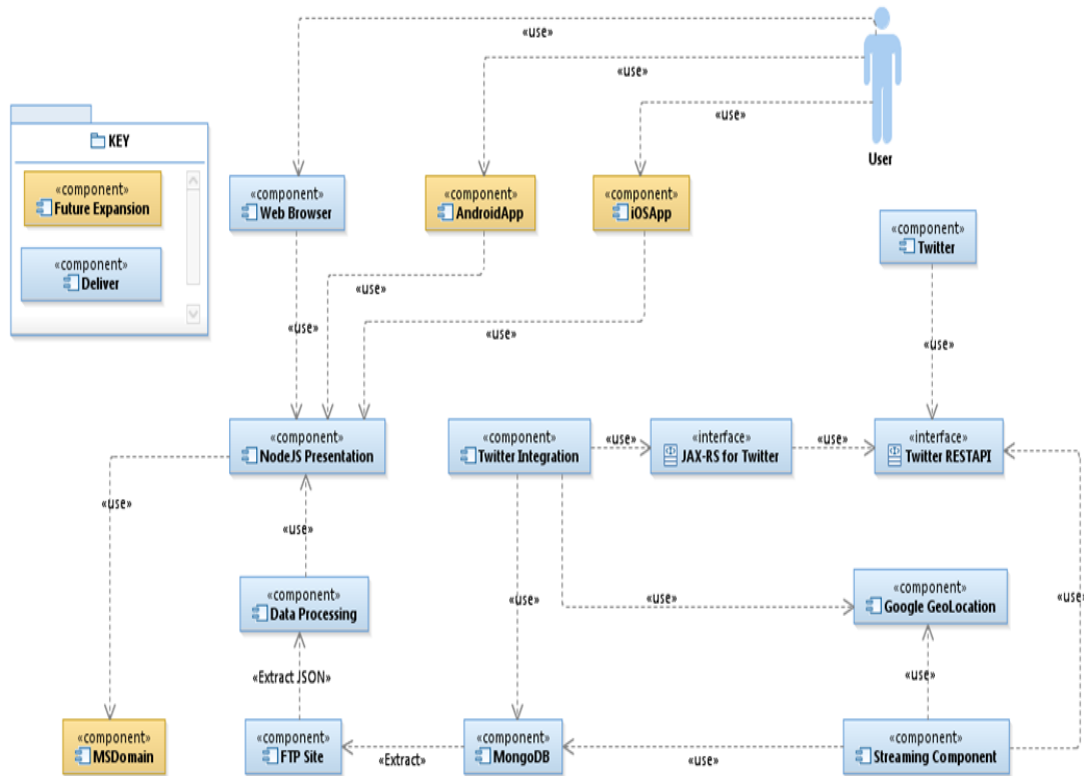 «use»
«use»
«use»
User
KEY
«component»
Future Expansion
«component»
Deliver
«component»
Web Browser
«component»
AndroidApp
«component»
iOSApp
«component»
Twitter
«use»
«use»
«use»
«use»
«component»
NodeJS Presentation
«component»
Twitter Integration
«use»
«interface»
JAX-RS for Twitter
«use»
«interface»
Twitter RESTAPI
«use»
«use»
«component»
Data Processing
«use»
«use»
«component»
Google GeoLocation
«use»
«Extract JSON»
«use»
«component»
MSDomain
«component»
FTP Site
«Extract»
«component»
MongoDB
«use»
«component»
Streaming Component